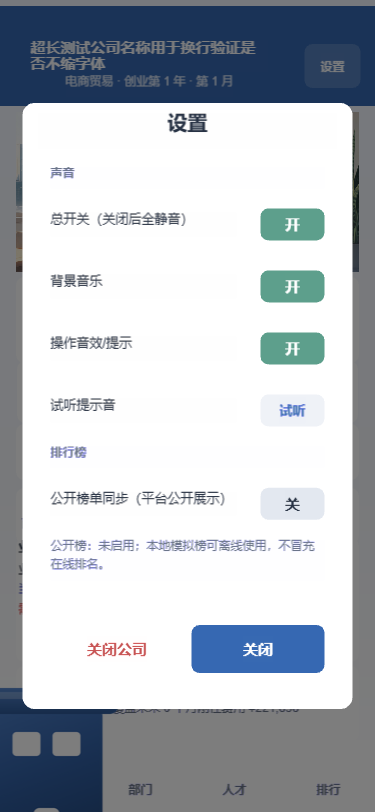 超长测试公司名称用于换行验证是
否不缩字体
电商贸易 · 创业第 1 年 · 第 1 月
设置
设置
声音
总开关（关闭后全静音）
开
背景音乐
开
操作音效/提示
开
试听提示音
试听
排行榜
公开榜单同步（平台公开展示）
关
公开榜：未启用；本地模拟榜可离线使用，不冒充
在线排名。
关闭公司
关闭
部门
人才
排行